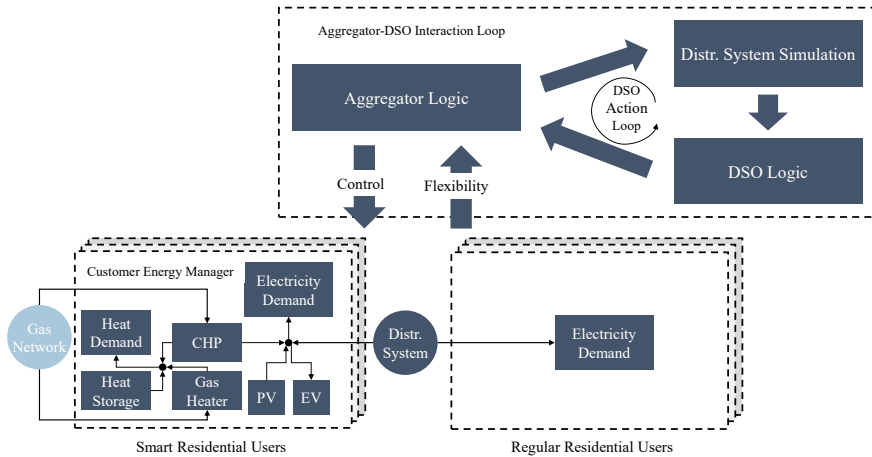 Aggregator-DSO Interaction Loop
Aggregator Logic
Distr. System Simulation
DSO
Action
Loop
DSO Logic
Control
Flexibility
Customer Energy Manager
Electricity
Demand
Gas
Network
Heat
Demand
CHP
Heat
Storage
Gas
Heater
PV
EV
Distr.
System
Electricity
Demand
Smart Residential Users
Regular Residential Users